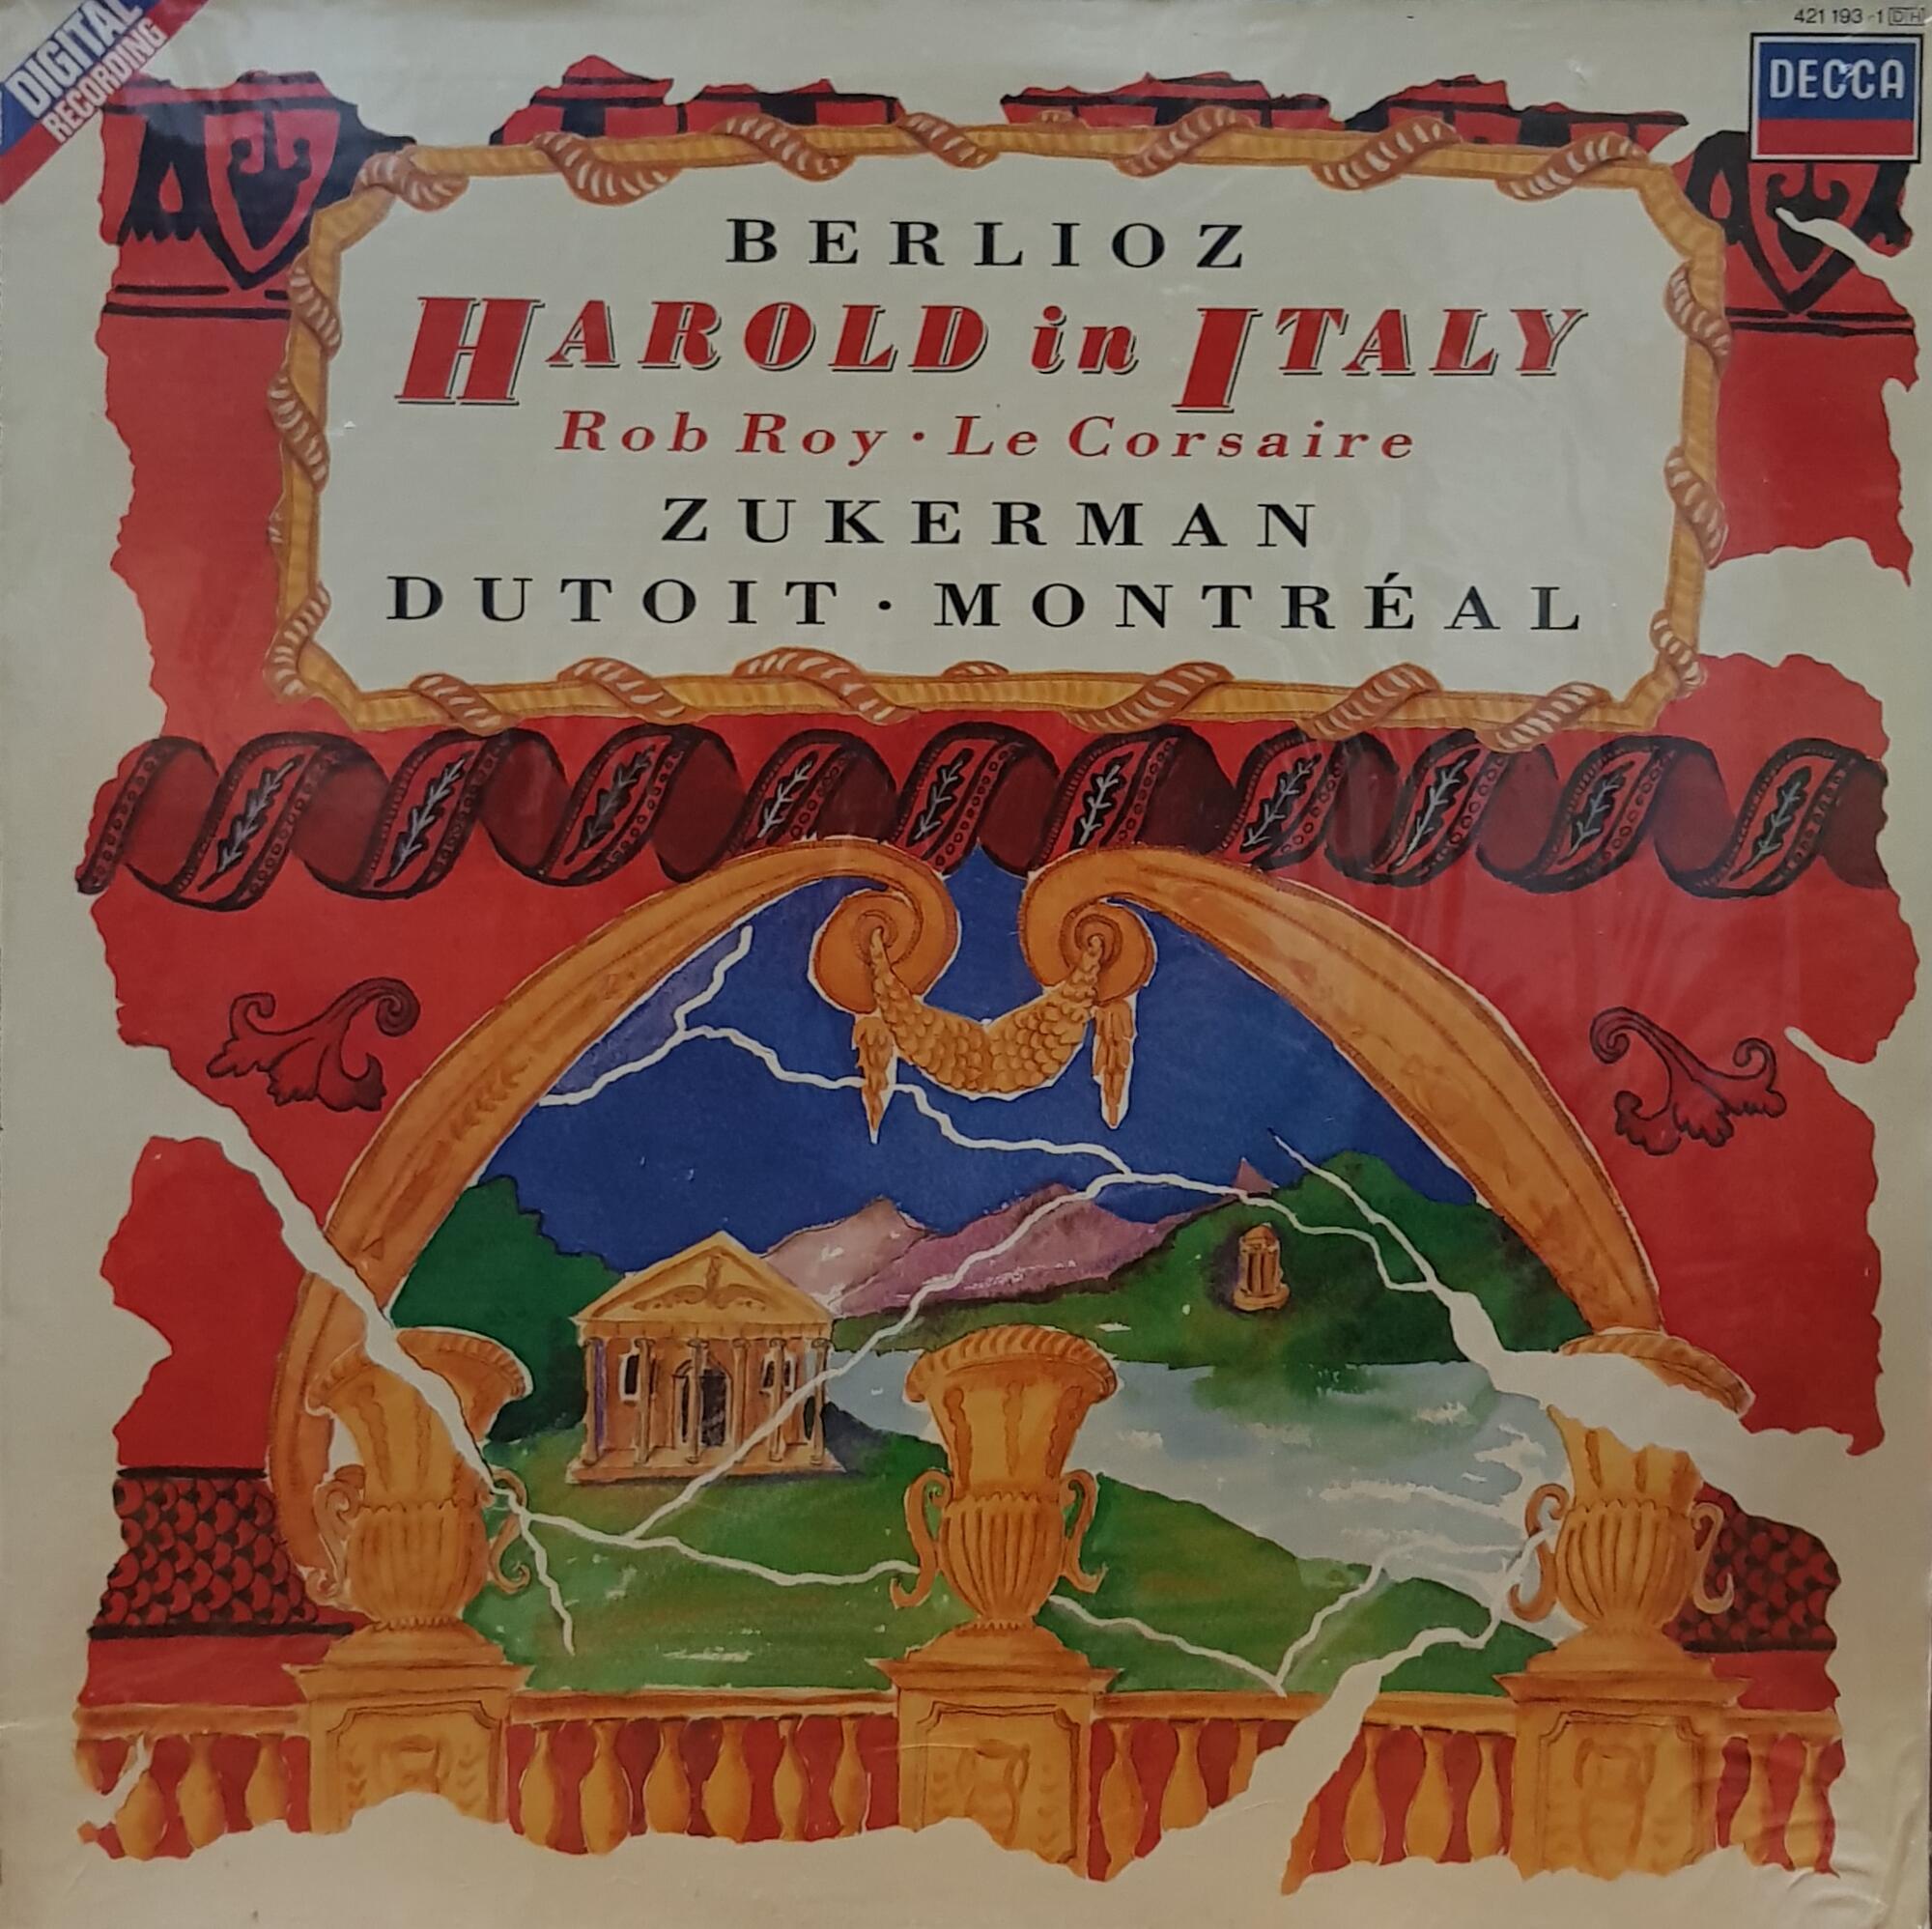 DIGITAL
RECORDING
421 193-1 DH
DECCA
BERLIOZ
HAROLD in ITALY
Rob Roy · Le Corsaire
ZUKERMAN
DUTOIT · MONTRÉAL